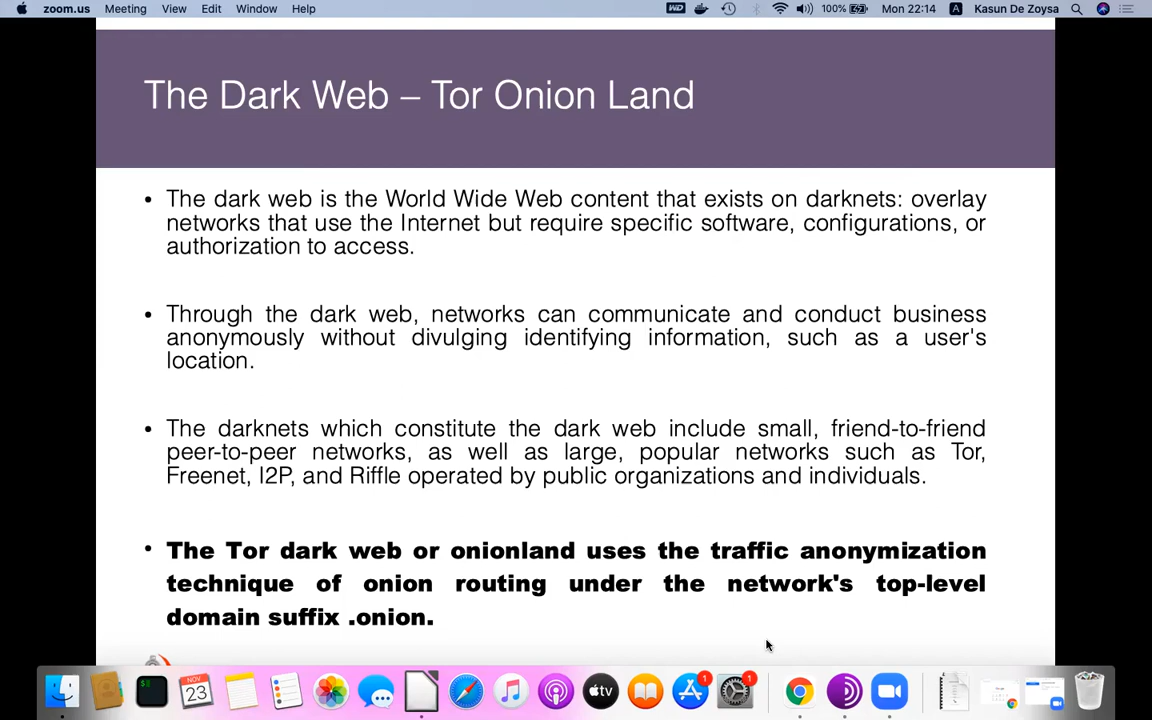 zoom.us Meeting View Edit Window Help
WD 100% Mon 22:14 A Kasun De Zoysa
The Dark Web – Tor Onion Land
• The dark web is the World Wide Web content that exists on darknets: overlay
networks that use the Internet but require specific software, configurations, or
authorization to access.
• Through the dark web, networks can communicate and conduct business
anonymously without divulging identifying information, such as a user's
location.
• The darknets which constitute the dark web include small, friend-to-friend
peer-to-peer networks, as well as large, popular networks such as Tor,
Freenet, I2P, and Riffle operated by public organizations and individuals.
• The Tor dark web or onionland uses the traffic anonymization
technique of onion routing under the network's top-level
domain suffix .onion.
NOV
23
tv
1
1